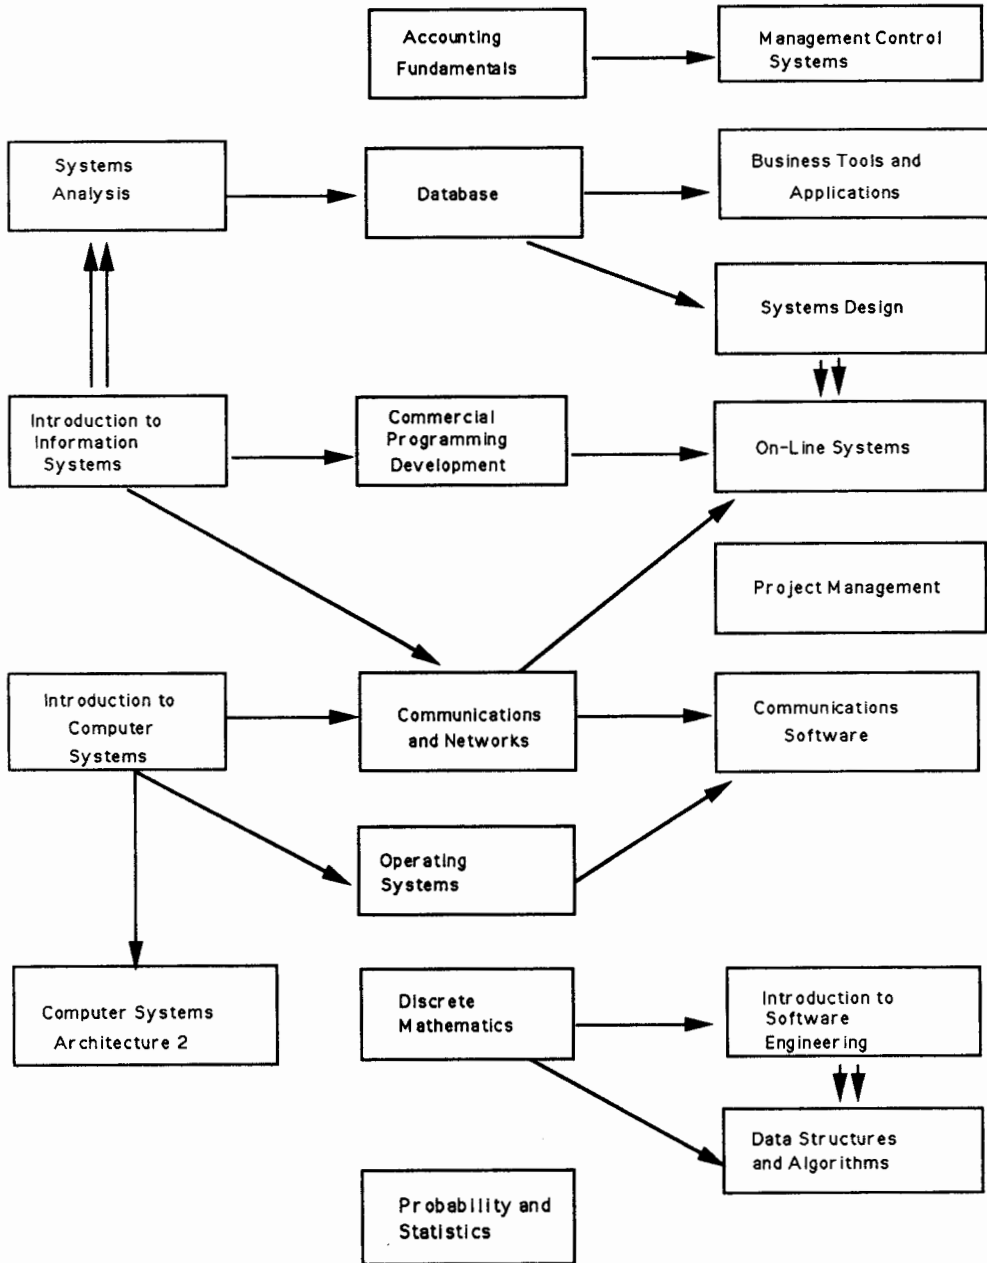 Accounting
Fundamentals
Management Control
Systems
Systems
Analysis
Database
Business Tools and
Applications
Systems Design
Introduction to
Information
Systems
Commercial
Programming
Development
On-Line Systems
Project Management
Introduction to
Computer
Systems
Communications
and Networks
Communications
Software
Operating
Systems
Computer Systems
Architecture 2
Discrete
Mathematics
Introduction to
Software
Engineering
Data Structures
and Algorithms
Probability and
Statistics